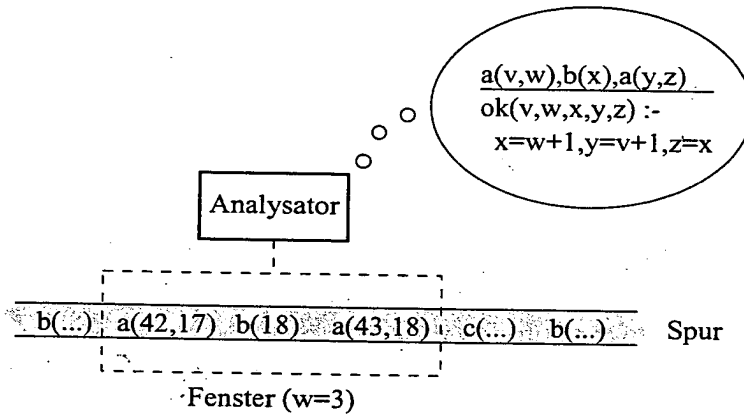 a(v,w),b(x),a(y,z)
ok(v,w,x,y,z) :-
x=w+1,y=v+1,z=x
Analysator
b(...) a(42,17) b(18) a(43,18) c(...) b(...) Spur
Fenster (w=3)